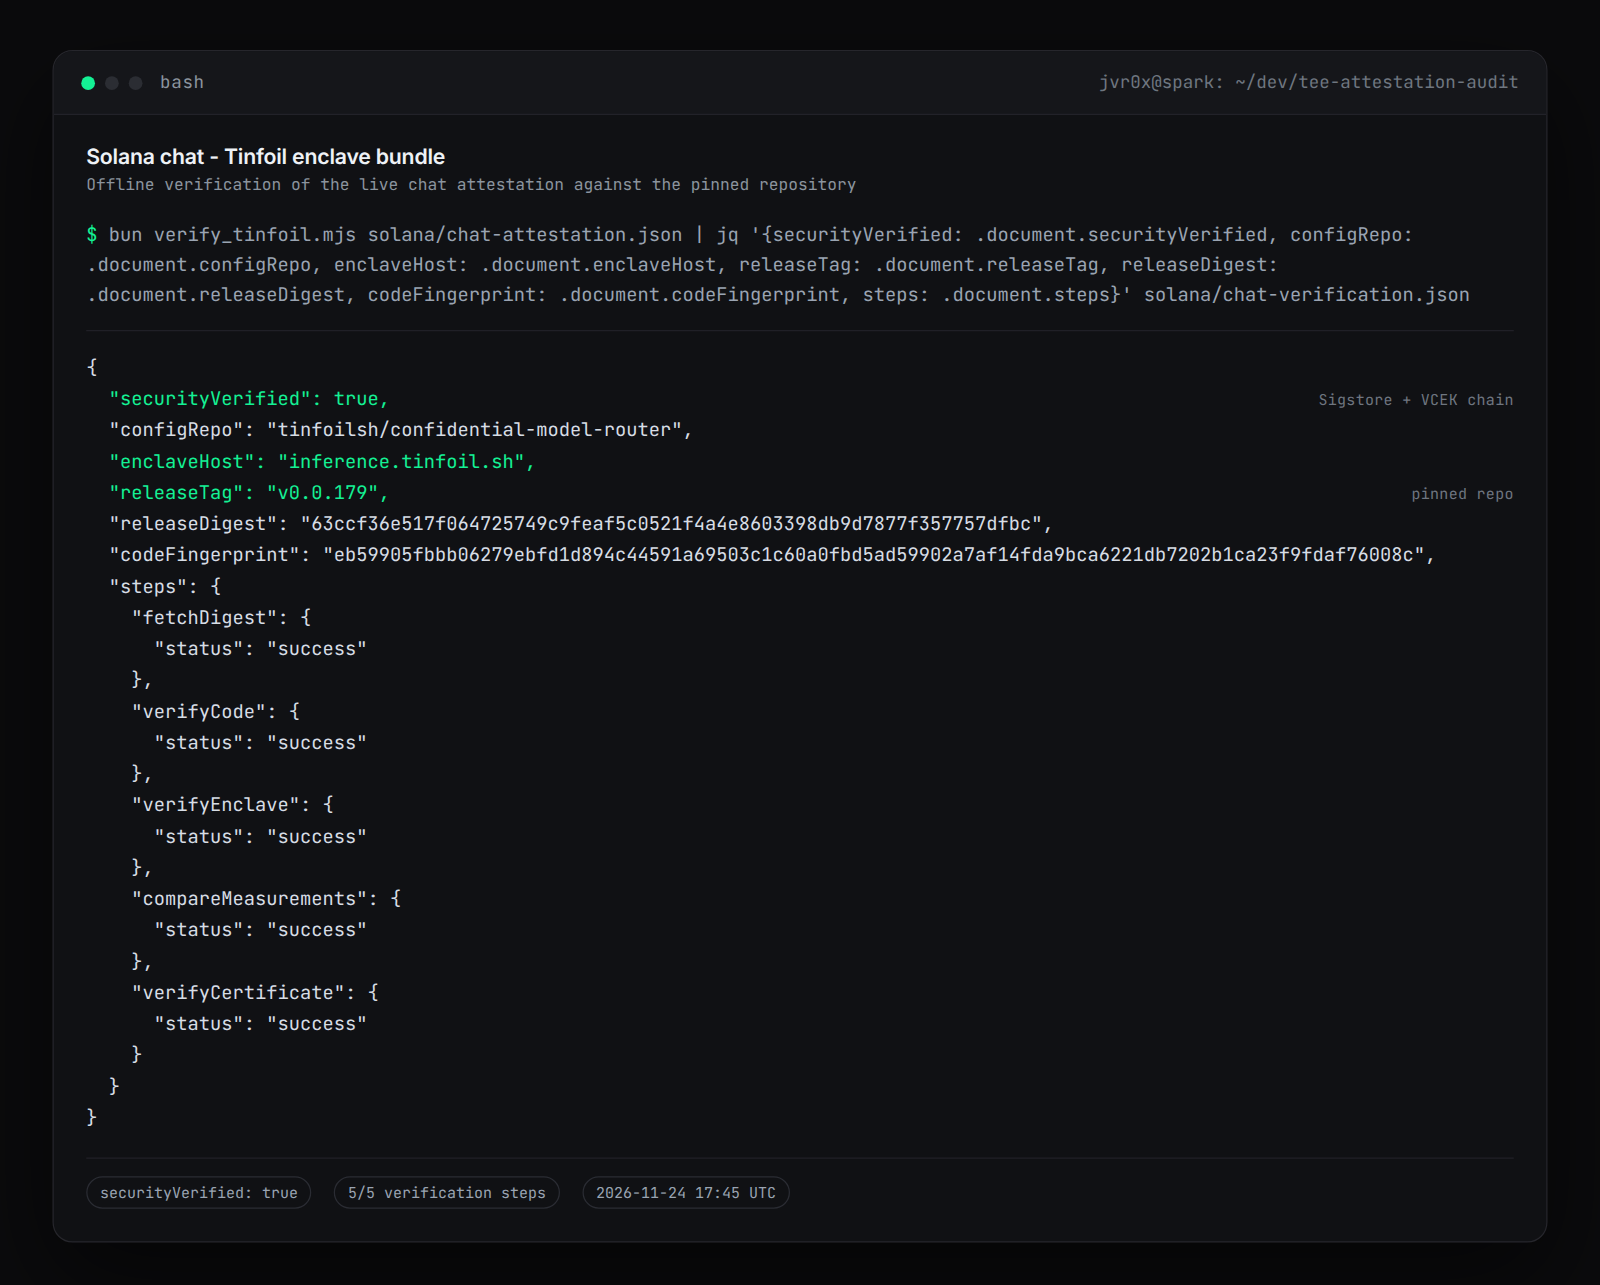 bash
jvr0x@spark: ~/dev/tee-attestation-audit
Solana chat - Tinfoil enclave bundle
Offline verification of the live chat attestation against the pinned repository
$ bun verify_tinfoil.mjs solana/chat-attestation.json | jq '{securityVerified: .document.securityVerified, configRepo:
.document.configRepo, enclaveHost: .document.enclaveHost, releaseTag: .document.releaseTag, releaseDigest:
.document.releaseDigest, codeFingerprint: .document.codeFingerprint, steps: .document.steps}' solana/chat-verification.json
{
"securityVerified": true,
Sigstore + VCEK chain
"configRepo": "tinfoilsh/confidential-model-router",
"enclaveHost": "inference.tinfoil.sh",
"releaseTag": "v0.0.179",
pinned repo
"releaseDigest": "63ccf36e517f064725749c9feaf5c0521f4a4e8603398db9d7877f357757dfbc",
"codeFingerprint": "eb59905fbbb06279ebfd1d894c44591a69503c1c60a0fbd5ad59902a7af14fda9bca6221db7202b1ca23f9fdaf76008c",
"steps": {
"fetchDigest": {
"status": "success"
},
"verifyCode": {
"status": "success"
},
"verifyEnclave": {
"status": "success"
},
"compareMeasurements": {
"status": "success"
},
"verifyCertificate": {
"status": "success"
}
}
}
securityVerified: true
5/5 verification steps
2026-11-24 17:45 UTC